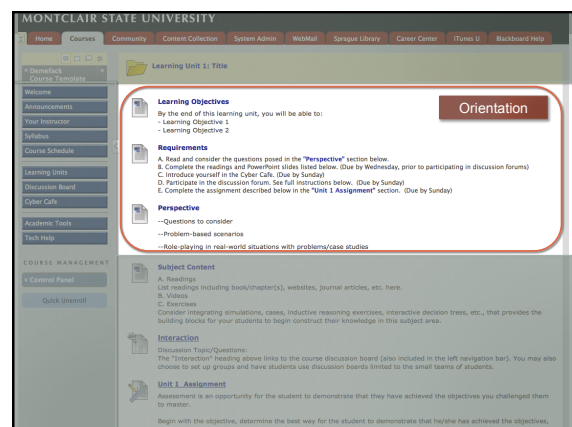 MONTCLAIR STATE UNIVERSITY
Home Courses Community Content Collection System Admin WebMail Sprague Library Career Center iTunes U Blackboard Help
Demefack
Course Template
Welcome
Announcements
Your Instructor
Syllabus
Course Schedule
Learning Units
Discussion Board
Cyber Cafe
Academic Tools
Tech Help
COURSE MANAGEMENT
Control Panel
Quick Unenroll
Learning Unit 1: Title
Orientation
Learning Objectives
By the end of this learning unit, you will be able to:
- Learning Objective 1
- Learning Objective 2
Requirements
A. Read and consider the questions posed in the "Perspective" section below.
B. Complete the readings and PowerPoint slides listed below. (Due by Wednesday, prior to participating in discussion forums)
C. Introduce yourself in the Cyber Cafe. (Due by Sunday)
D. Participate in the discussion forum. See full instructions below. (Due by Sunday)
E. Complete the assignment described below in the "Unit 1 Assignment" section. (Due by Sunday)
Perspective
--Questions to consider
--Problem-based scenarios
--Role-playing in real-world situations with problems/case studies
Subject Content
A. Readings
List readings including book/chapter(s), websites, journal articles, etc. here.
B. Videos
C. Exercises
Consider integrating simulations, cases, inductive reasoning exercises, interactive decision trees, etc., that provides the
building blocks for your students to begin construct their knowledge in this subject area.
Interaction
Discussion Topic/Questions:
The "Interaction" heading above links to the course discussion board (also included in the left navigation bar). You may also
choose to set up groups and have students use discussion boards limited to the small teams of students.
Unit 1 Assignment
Assessment is an opportunity for the student to demonstrate that they have achieved the objectives you challenged them
to master.
Begin with the objective, determine the best way for the student to demonstrate that he/she has achieved the objectives,